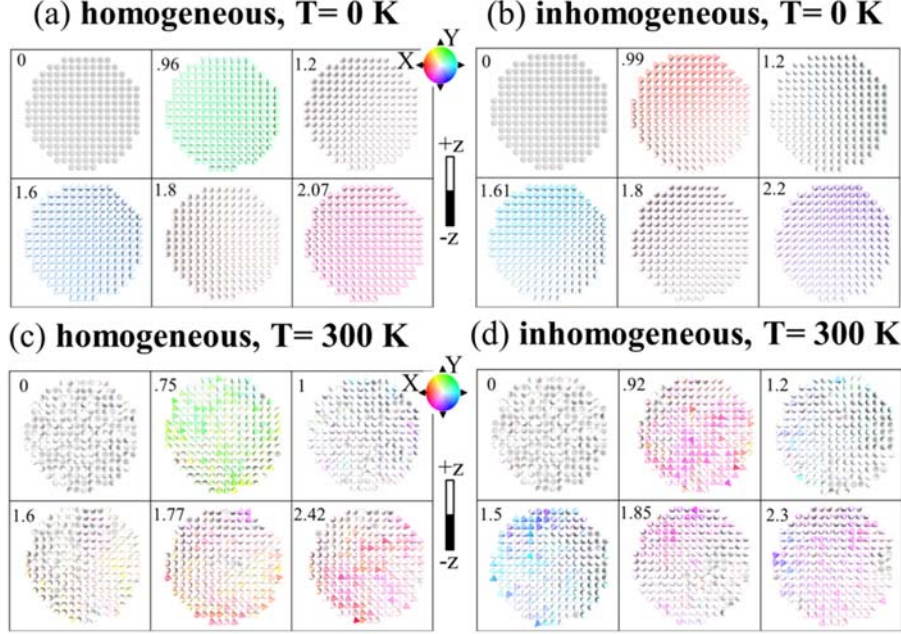 (a) homogeneous, T= 0 K
(b) inhomogeneous, T= 0 K
0 .96 1.2
X Y
0 .99 1.2
+z
-z
1.6 1.8 2.07
1.61 1.8 2.2
(c) homogeneous, T= 300 K
(d) inhomogeneous, T= 300 K
0 .75 1
X Y
0 .92 1.2
+z
-z
1.6 1.77 2.42
1.5 1.85 2.3